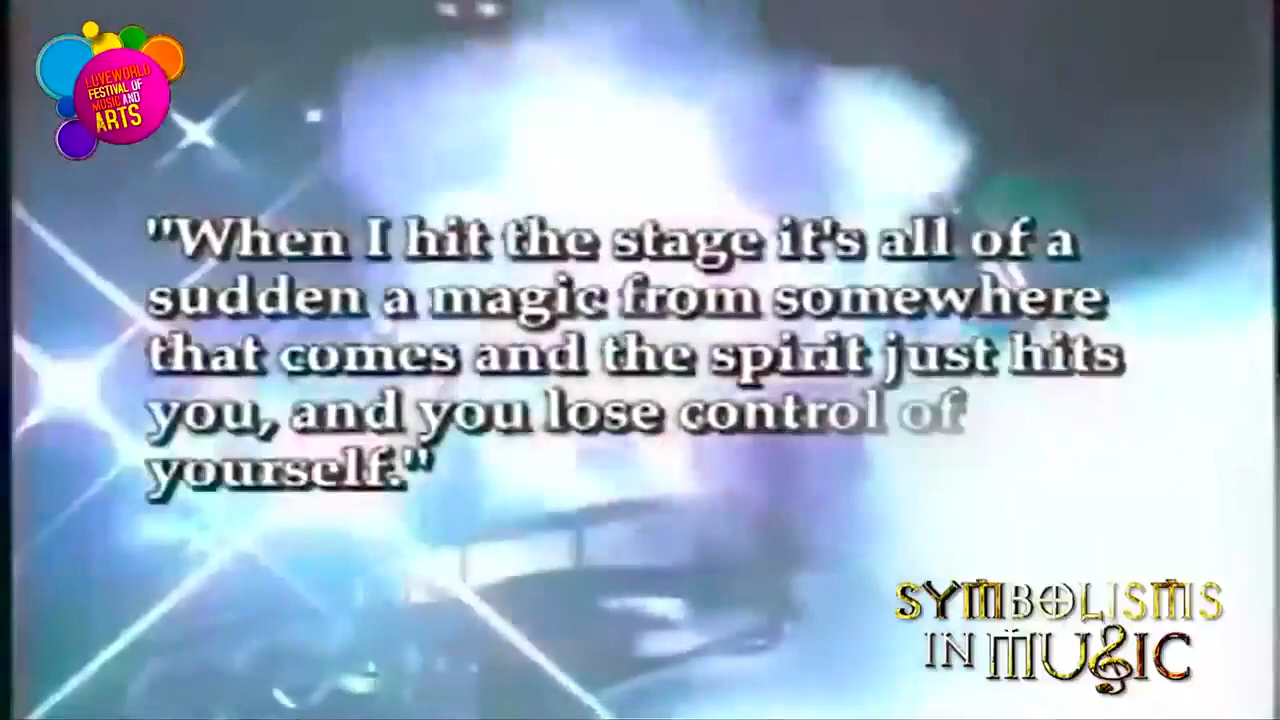 LOVEWORLD
FESTIVAL OF
MUSIC AND
ARTS
"When I hit the stage it's all of a
sudden a magic from somewhere
that comes and the spirit just hits
you, and you lose control of
yourself."
SYMBOLISMS
IN MUSIC